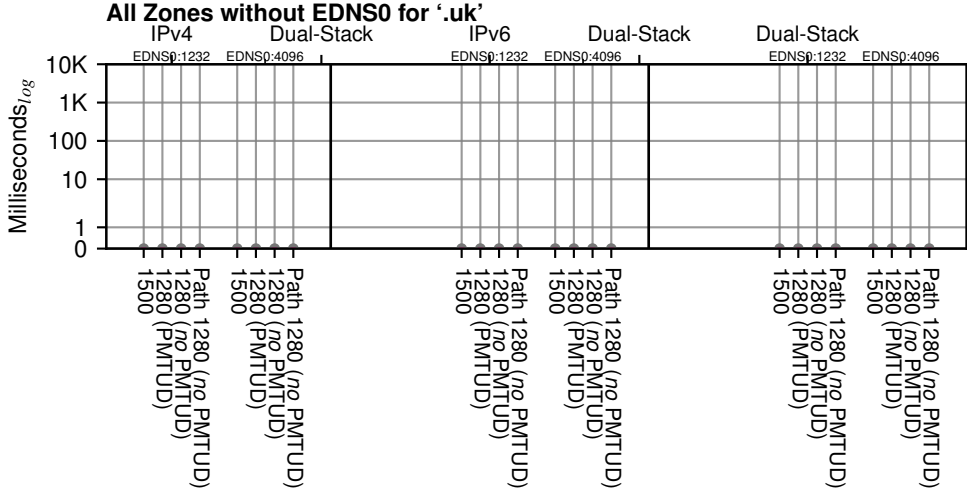 All Zones without EDNS0 for ‘.uk’
IPv4 Dual-Stack IPv6 Dual-Stack Dual-Stack
EDNS0:1232 EDNS0:4096 EDNS0:1232 EDNS0:4096 EDNS0:1232 EDNS0:4096
Milliseconds log
10K
1K
100
10
1
0
1500
1280 (PMTUD)
1280 (no PMTUD)
Path 1280 (no PMTUD)
1500
1280 (PMTUD)
1280 (no PMTUD)
Path 1280 (no PMTUD)
1500
1280 (PMTUD)
1280 (no PMTUD)
Path 1280 (no PMTUD)
1500
1280 (PMTUD)
1280 (no PMTUD)
Path 1280 (no PMTUD)
1500
1280 (PMTUD)
1280 (no PMTUD)
Path 1280 (no PMTUD)
1500
1280 (PMTUD)
1280 (no PMTUD)
Path 1280 (no PMTUD)